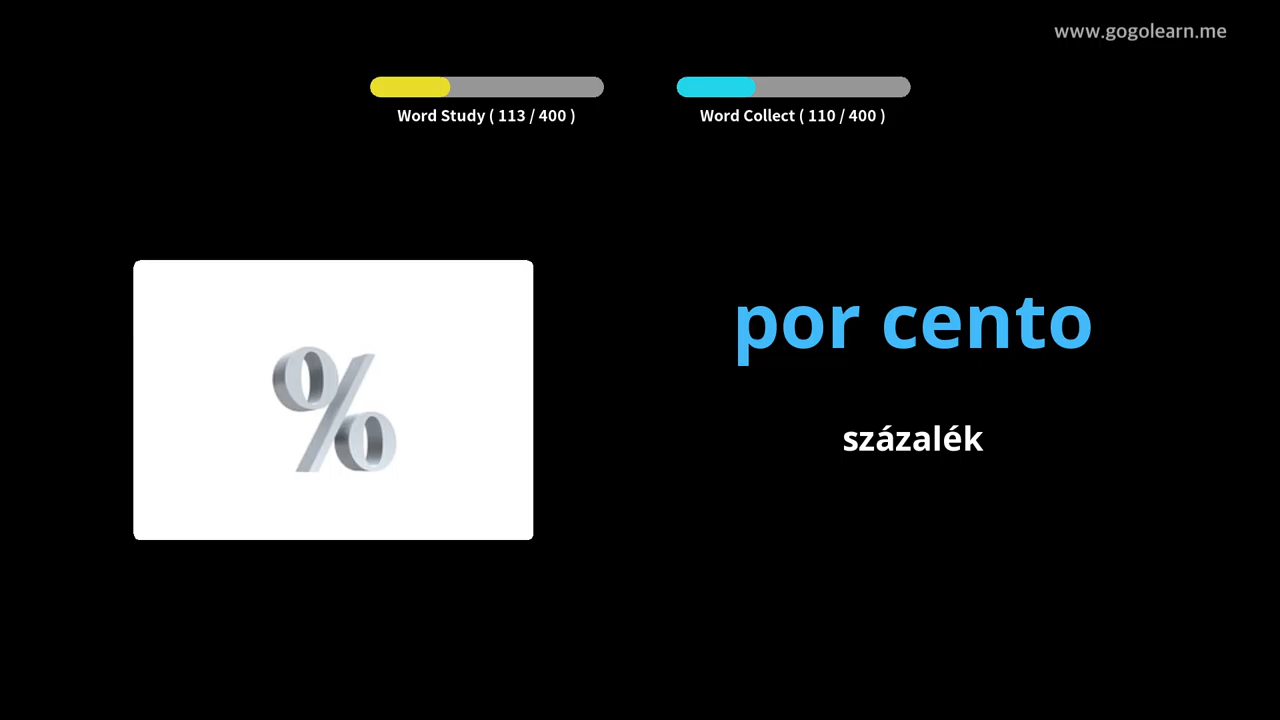 www.gogolearn.me
Word Study ( 113 / 400 )
Word Collect ( 110 / 400 )
%
por cento
százalék